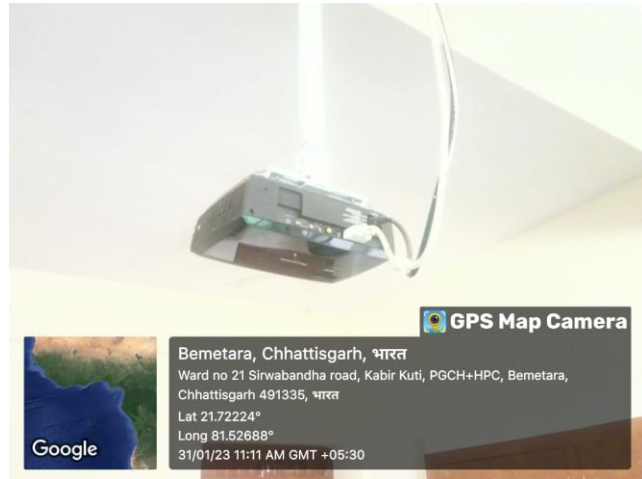 GPS Map Camera
Bemetara, Chhattisgarh, भारत
Ward no 21 Sirwabandha road, Kabir Kuti, PGCH+HPC, Bemetara,
Chhattisgarh 491335, भारत
Lat 21.72224°
Long 81.52688°
31/01/23 11:11 AM GMT +05:30
Google